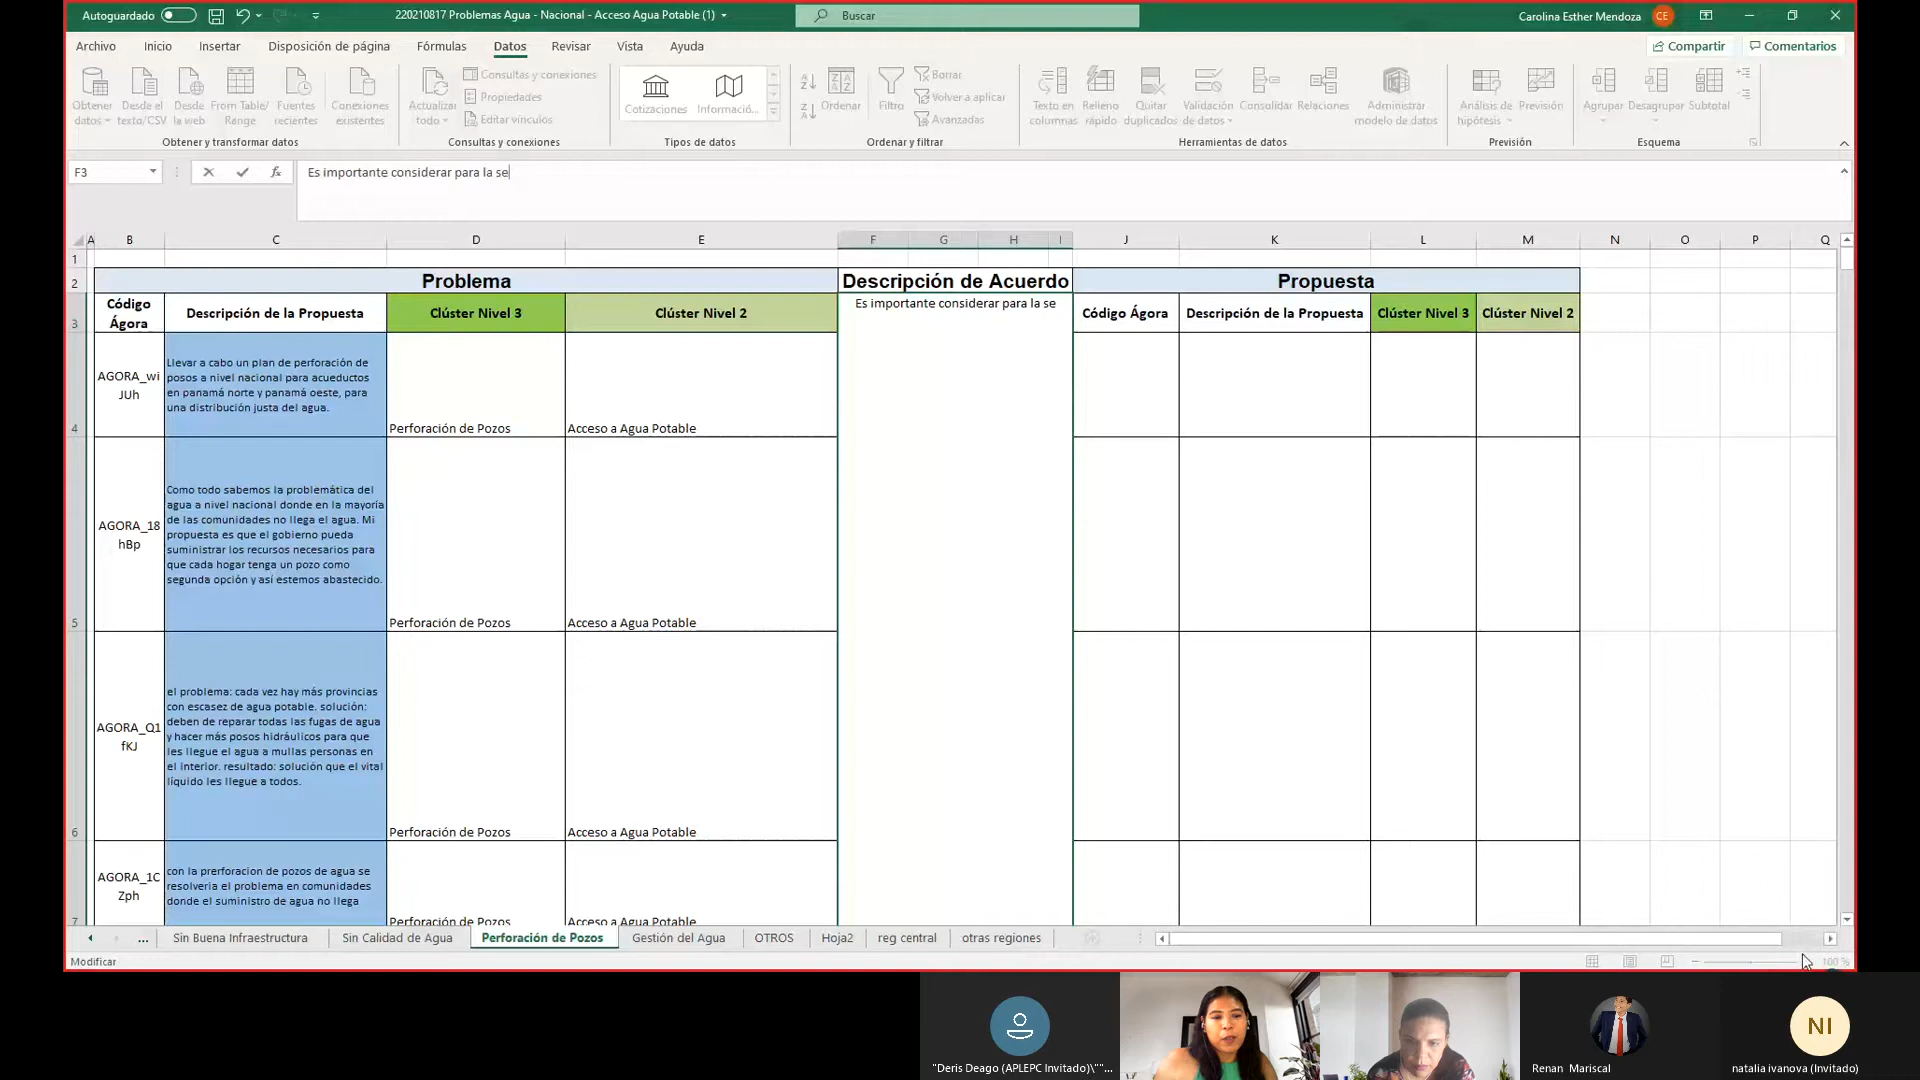 Autoguardado
220210817 Problemas Agua - Nacional - Acceso Agua Potable (1)
Buscar
Carolina Esther Mendoza
CE
Archivo
Inicio
Insertar
Disposición de página
Fórmulas
Datos
Revisar
Vista
Ayuda
Compartir
Comentarios
Obtener datos
Desde el texto/CSV
Desde la web
From Table/ Range
Fuentes recientes
Conexiones existentes
Obtener y transformar datos
Actualizar todo
Consultas y conexiones
Propiedades
Editar vínculos
Consultas y conexiones
Cotizaciones
Informació...
Tipos de datos
Ordenar
Filtro
Borrar
Volver a aplicar
Avanzadas
Ordenar y filtrar
Texto en columnas
Relleno rápido
Quitar duplicados
Validación de datos
Consolidar
Relaciones
Administrar modelo de datos
Herramientas de datos
Análisis de hipótesis
Previsión
Previsión
Agrupar
Desagrupar
Subtotal
Esquema
F3
fx
Es importante considerar para la se
A B C D E F G H I J K L M N O P Q
1
2
Problema
Descripción de Acuerdo
Propuesta
3
Código
Ágora
Descripción de la Propuesta
Clúster Nivel 3
Clúster Nivel 2
Es importante considerar para la se
Código Ágora
Descripción de la Propuesta
Clúster Nivel 3
Clúster Nivel 2
4
AGORA_wi
JUh
Llevar a cabo un plan de perforación de
posos a nivel nacional para acueductos
en panamá norte y panamá oeste, para
una distribución justa del agua.
Perforación de Pozos
Acceso a Agua Potable
5
AGORA_18
hBp
Como todo sabemos la problemática del
agua a nivel nacional donde en la mayoría
de las comunidades no llega el agua. Mi
propuesta es que el gobierno pueda
suministrar los recursos necesarios para
que cada hogar tenga un pozo como
segunda opción y así estemos abastecido.
Perforación de Pozos
Acceso a Agua Potable
6
AGORA_Q1
fKJ
el problema: cada vez hay más provincias
con escasez de agua potable. solución:
deben de reparar todas las fugas de agua
y hacer más posos hidráulicos para que
les llegue el agua a mullas personas en
el interior. resultado: solución que el vital
líquido les llegue a todos.
Perforación de Pozos
Acceso a Agua Potable
7
AGORA_1C
Zph
con la prerforacion de pozos de agua se
resolveria el problema en comunidades
donde el suministro de agua no llega
Perforación de Pozos
Acceso a Agua Potable
...
Sin Buena Infraestructura
Sin Calidad de Agua
Perforación de Pozos
Gestión del Agua
OTROS
Hoja2
reg central
otras regiones
Modificar
100 %
"Deris Deago (APLEPC Invitado)\""...
Renan Mariscal
NI
natalia ivanova (Invitado)